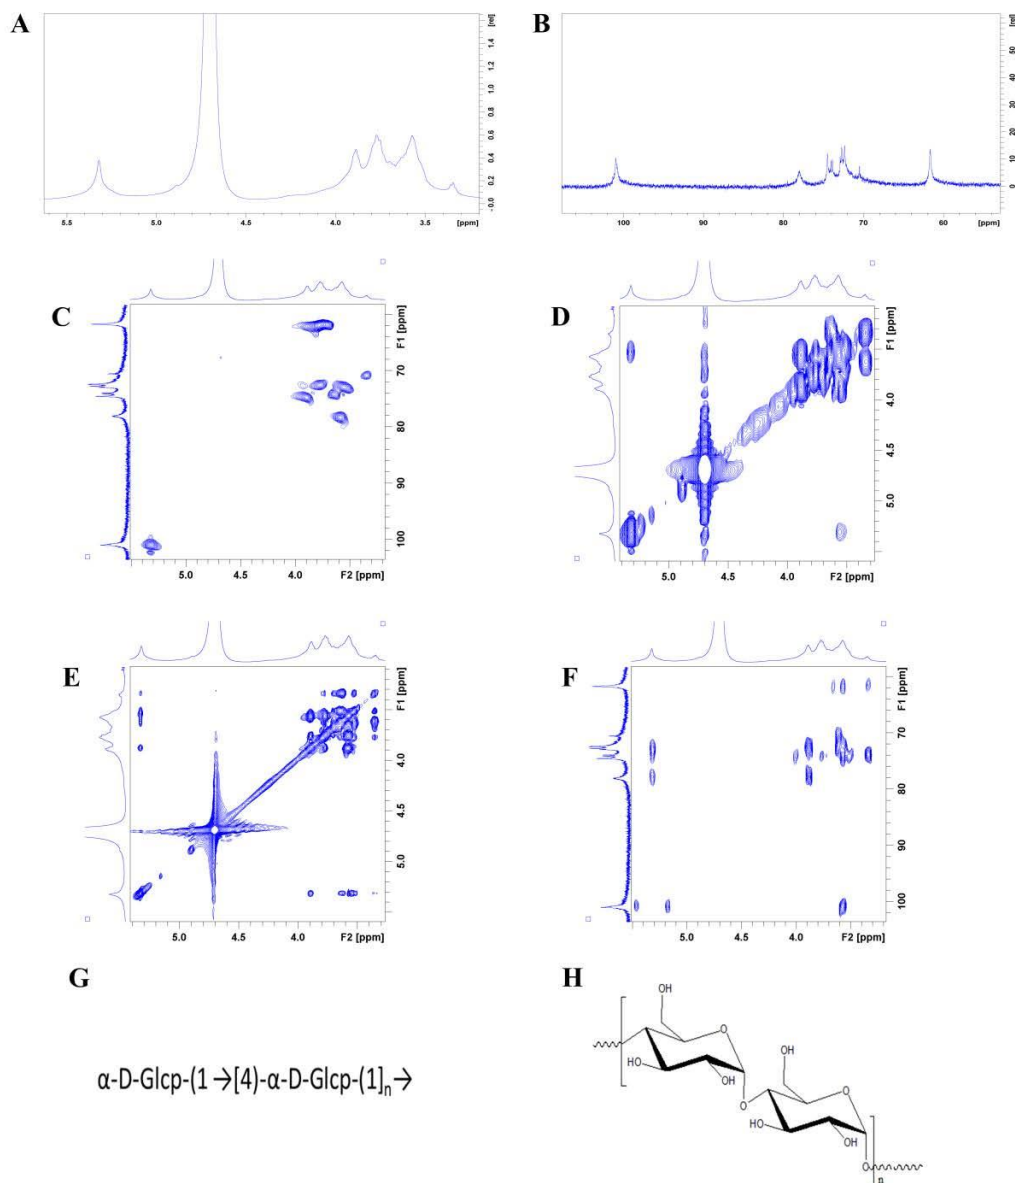 A
[rel]
1.4
1.2
1.0
0.8
0.6
0.4
0.2
- 0.0
5.5
5.0
4.5
4.0
3.5
[ppm]
B
[rel]
50
40
30
20
10
0
100
90
80
70
60
[ppm]
C
F1 [ppm]
70
80
90
100
5.0
4.5
4.0
F2 [ppm]
D
F1 [ppm]
4.0
4.5
5.0
5.0
4.5
4.0
F2 [ppm]
E
F1 [ppm]
4.0
4.5
5.0
5.0
4.5
4.0
F2 [ppm]
F
F1 [ppm]
70
80
90
100
5.0
4.5
4.0
F2 [ppm]
G
α-D-Glcp-(1→[4)-α-D-Glcp-(1]n→
H
OH
O
HO
OH
OH
O
O
HO
OH
O
n